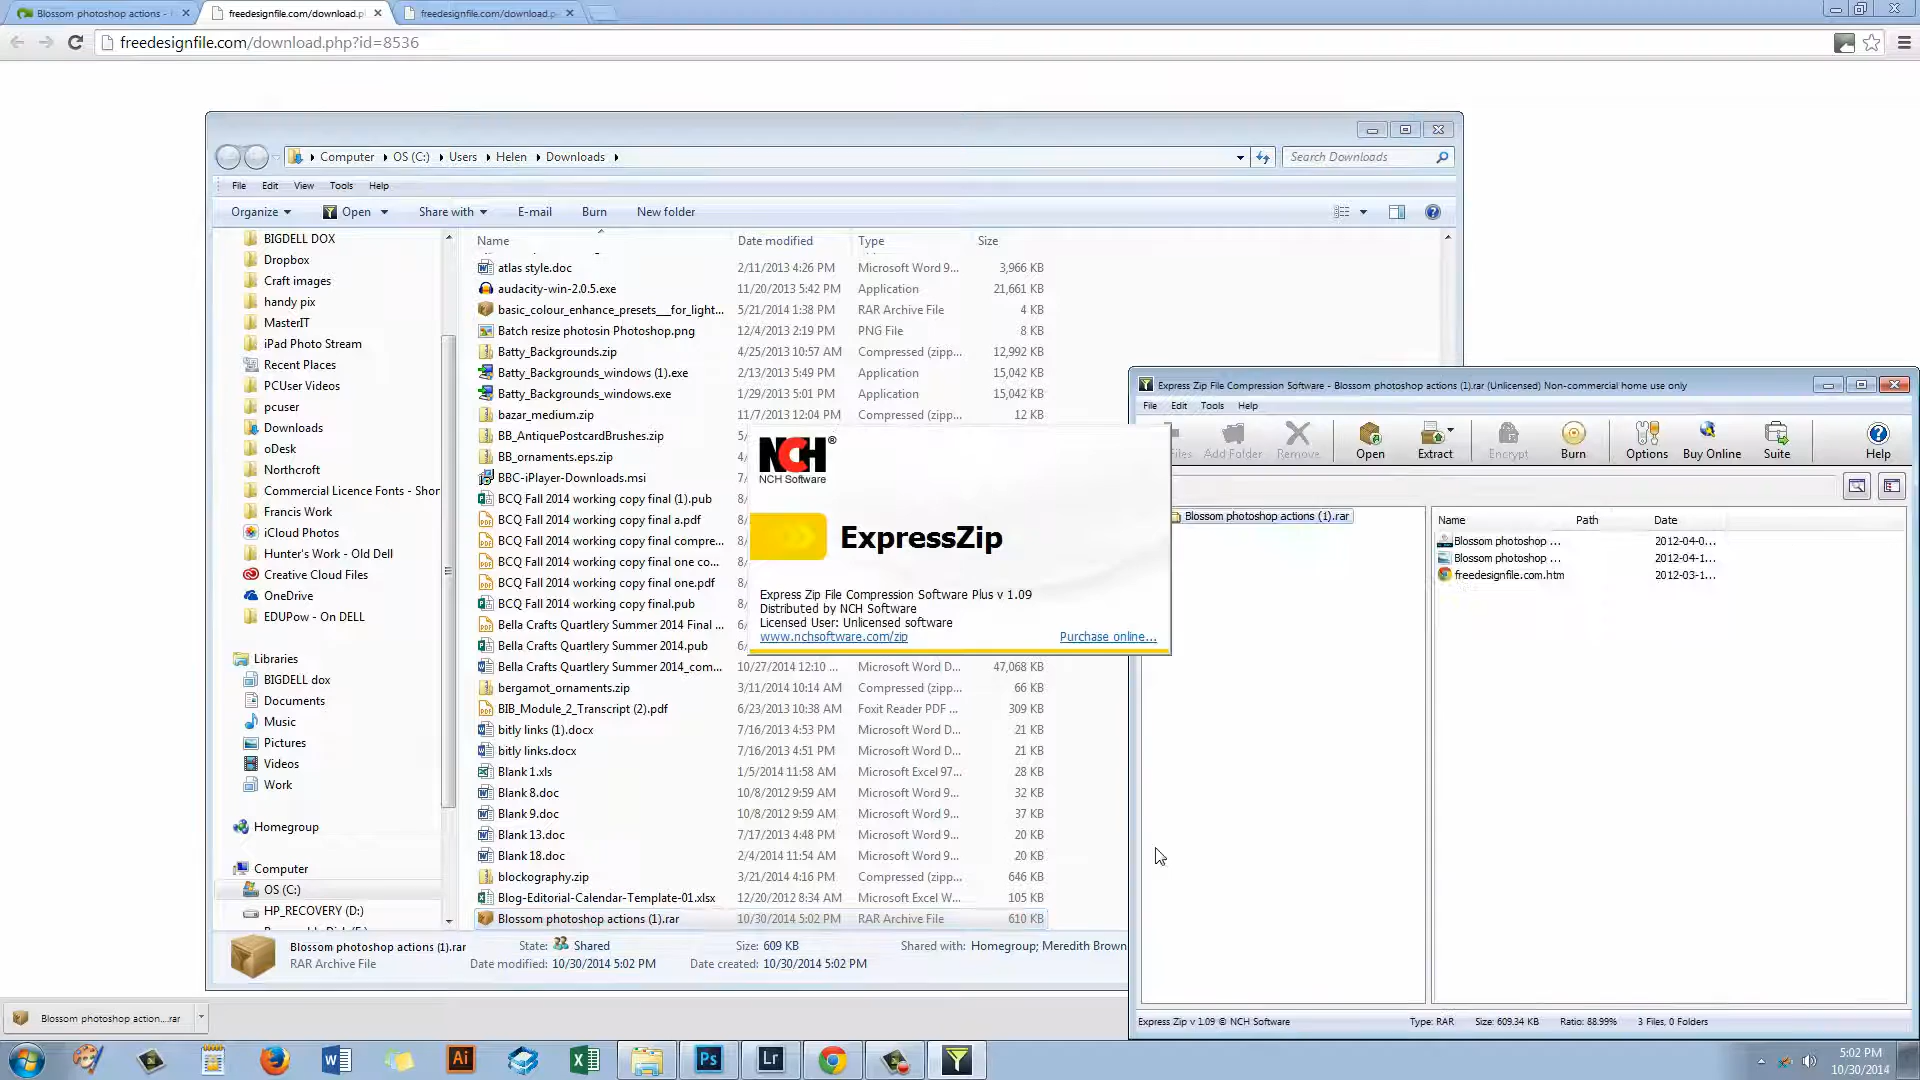 Blossom photoshop actions -
freedesignfile.com/download.p
freedesignfile.com/download.p
freedesignfile.com/download.php?id=8536
Computer OS (C:) Users Helen Downloads
Search Downloads
File Edit View Tools Help
Organize Open Share with E-mail Burn New folder
Name Date modified Type Size
BIGDELL DOX
Dropbox
Craft images
handy pix
MasterIT
iPad Photo Stream
Recent Places
PCUser Videos
pcuser
Downloads
oDesk
Northcroft
Commercial Licence Fonts - Shor
Francis Work
iCloud Photos
Hunter's Work - Old Dell
Creative Cloud Files
OneDrive
EDUPow - On DELL
Libraries
BIGDELL dox
Documents
Music
Pictures
Videos
Work
Homegroup
Computer
OS (C:)
HP_RECOVERY (D:)
atlas style.doc 2/11/2013 4:26 PM Microsoft Word 9... 3,966 KB
audacity-win-2.0.5.exe 11/20/2013 5:42 PM Application 21,661 KB
basic_colour_enhance_presets__for_light... 5/21/2014 1:38 PM RAR Archive File 4 KB
Batch resize photosin Photoshop.png 12/4/2013 2:19 PM PNG File 8 KB
Batty_Backgrounds.zip 4/25/2013 10:57 AM Compressed (zipp... 12,992 KB
Batty_Backgrounds_windows (1).exe 2/13/2013 5:49 PM Application 15,042 KB
Batty_Backgrounds_windows.exe 1/29/2013 5:01 PM Application 15,042 KB
bazar_medium.zip 11/7/2013 12:04 PM Compressed (zipp... 12 KB
BB_AntiquePostcardBrushes.zip 5/
BB_ornaments.eps.zip 5/
BBC-iPlayer-Downloads.msi 7/
BCQ Fall 2014 working copy final (1).pub 8/
BCQ Fall 2014 working copy final a.pdf 8/
BCQ Fall 2014 working copy final compre... 8/
BCQ Fall 2014 working copy final one co... 8/
BCQ Fall 2014 working copy final one.pdf 8/
BCQ Fall 2014 working copy final.pub 8/
Bella Crafts Quartlery Summer 2014 Final ... 6/
Bella Crafts Quartlery Summer 2014.pub 6/
Bella Crafts Quartlery Summer 2014_com... 10/27/2014 12:10 ... Microsoft Word D... 47,068 KB
bergamot_ornaments.zip 3/11/2014 10:14 AM Compressed (zipp... 66 KB
BIB_Module_2_Transcript (2).pdf 6/23/2013 10:38 AM Foxit Reader PDF ... 309 KB
bitly links (1).docx 7/16/2013 4:53 PM Microsoft Word D... 21 KB
bitly links.docx 7/16/2013 4:51 PM Microsoft Word D... 21 KB
Blank 1.xls 1/5/2014 11:58 AM Microsoft Excel 97... 28 KB
Blank 8.doc 10/8/2012 9:59 AM Microsoft Word 9... 32 KB
Blank 9.doc 10/8/2012 9:59 AM Microsoft Word 9... 37 KB
Blank 13.doc 7/17/2013 4:48 PM Microsoft Word 9... 20 KB
Blank 18.doc 2/4/2014 11:54 AM Microsoft Word 9... 20 KB
blockography.zip 3/21/2014 4:16 PM Compressed (zipp... 646 KB
Blog-Editorial-Calendar-Template-01.xlsx 12/20/2012 8:34 AM Microsoft Excel W... 105 KB
Blossom photoshop actions (1).rar 10/30/2014 5:02 PM RAR Archive File 610 KB
Blossom photoshop actions (1).rar State: Shared Size: 609 KB Shared with: Homegroup; Meredith Brown
RAR Archive File Date modified: 10/30/2014 5:02 PM Date created: 10/30/2014 5:02 PM
NCH®
NCH Software
ExpressZip
Express Zip File Compression Software Plus v 1.09
Distributed by NCH Software
Licensed User: Unlicensed software
www.nchsoftware.com/zip Purchase online...
Express Zip File Compression Software - Blossom photoshop actions (1).rar (Unlicensed) Non-commercial home use only
File Edit Tools Help
Add Folder Remove Open Extract Encrypt Burn Options Buy Online Suite Help
Blossom photoshop actions (1).rar
Name Path Date
Blossom photoshop ... 2012-04-0...
Blossom photoshop ... 2012-04-1...
freedesignfile.com.htm 2012-03-1...
Express Zip v 1.09 © NCH Software Type: RAR Size: 609.34 KB Ratio: 88.99% 3 Files, 0 Folders
Blossom photoshop action....rar
Ai Ps Lr
5:02 PM
10/30/2014